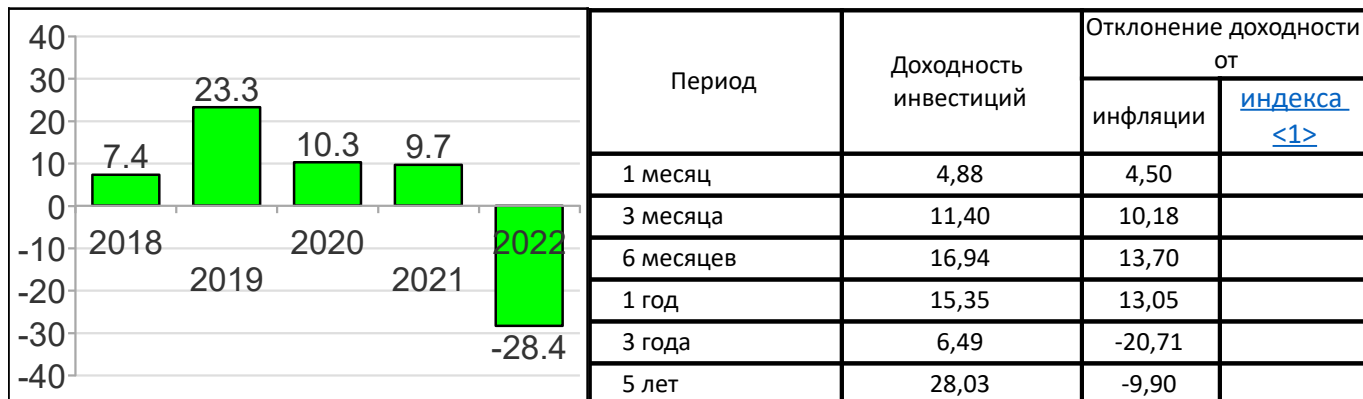 40
30
20
10
0
-10
-20
-30
-40
7.4
23.3
10.3
9.7
-28.4
2018
2019
2020
2021
2022
Период
Доходность
инвестиций
Отклонение доходности
от
инфляции
индекса
<1>
1 месяц 4,88 4,50
3 месяца 11,40 10,18
6 месяцев 16,94 13,70
1 год 15,35 13,05
3 года 6,49 -20,71
5 лет 28,03 -9,90